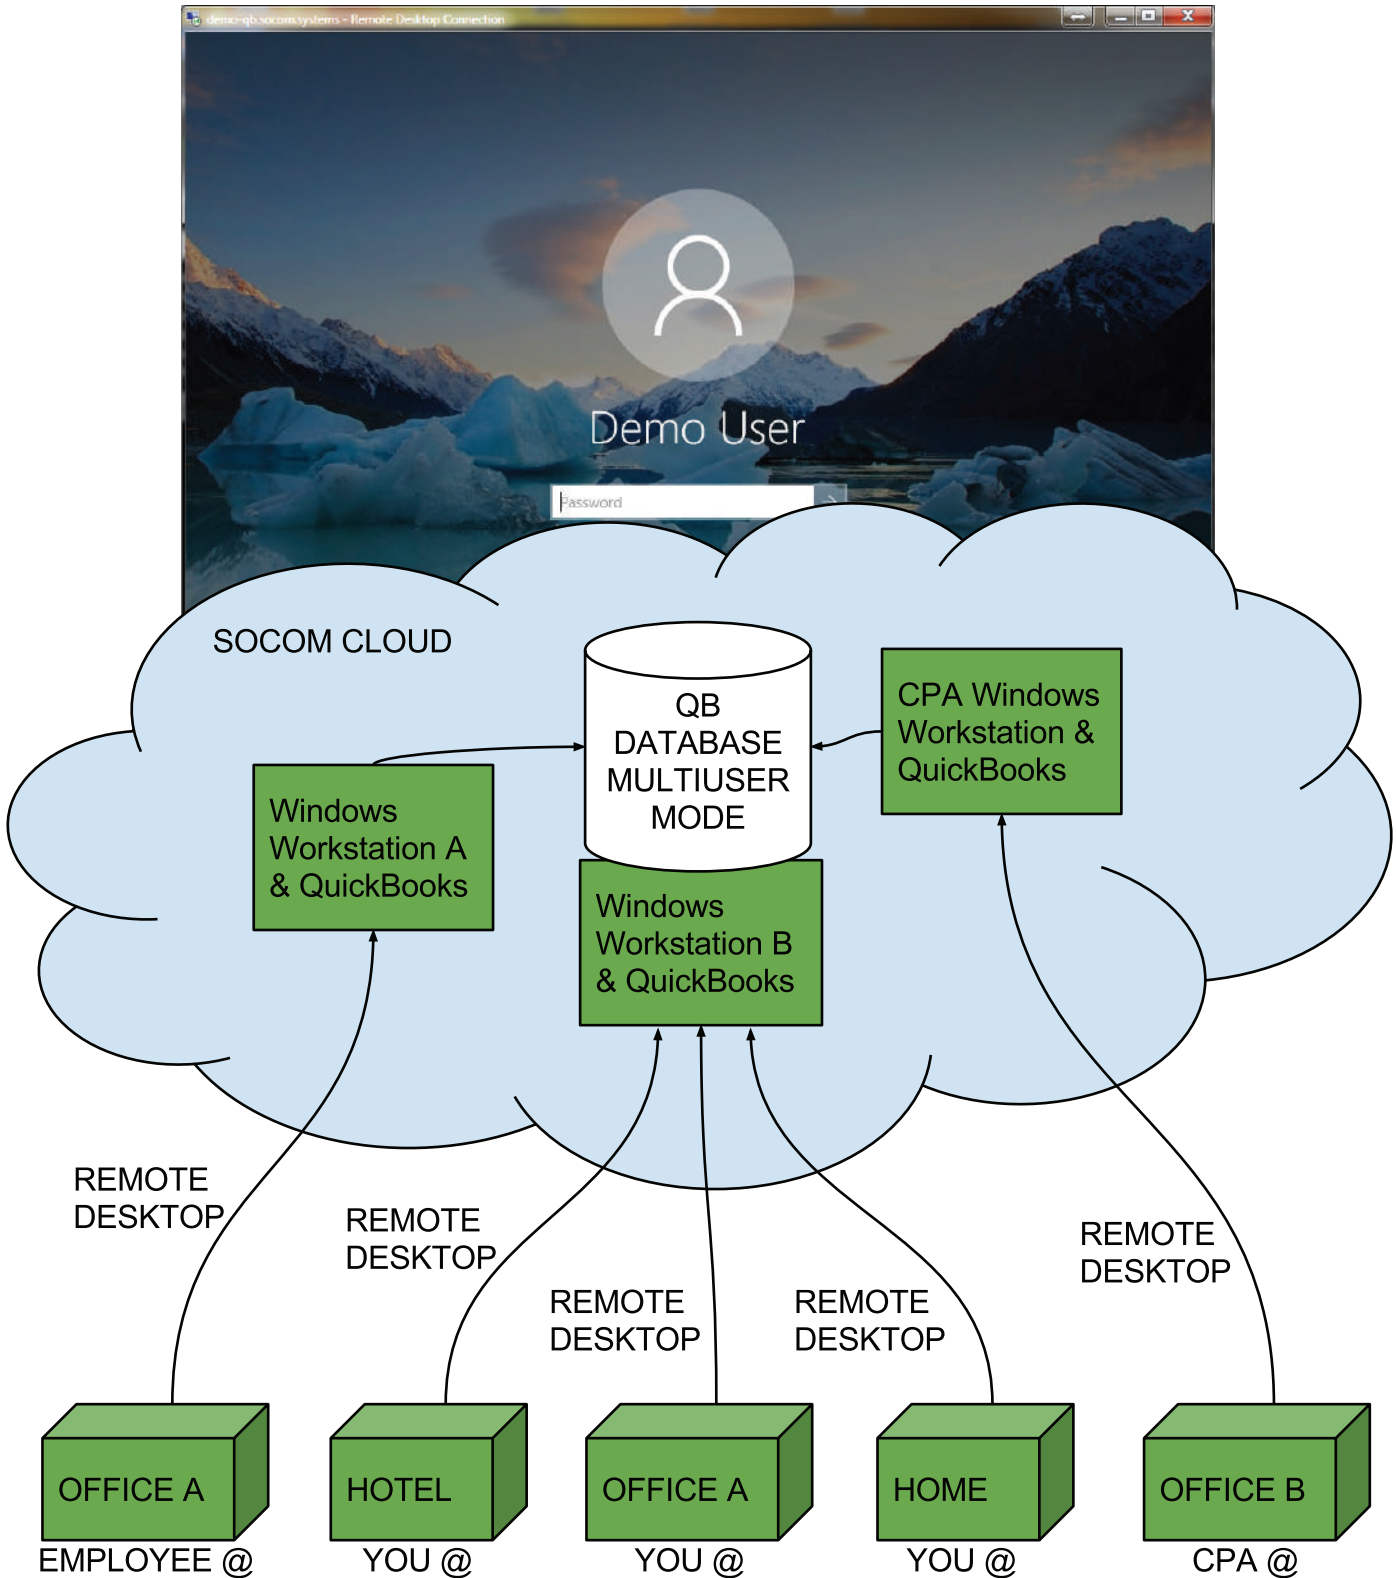 demo-qb.socom.systems - Remote Desktop Connection
Demo User
Password
SOCOM CLOUD
QB
DATABASE
MULTIUSER
MODE
CPA Windows
Workstation &
QuickBooks
Windows
Workstation A
& QuickBooks
Windows
Workstation B
& QuickBooks
REMOTE
DESKTOP
REMOTE
DESKTOP
REMOTE
DESKTOP
REMOTE
DESKTOP
REMOTE
DESKTOP
OFFICE A
HOTEL
OFFICE A
HOME
OFFICE B
EMPLOYEE @
YOU @
YOU @
YOU @
CPA @